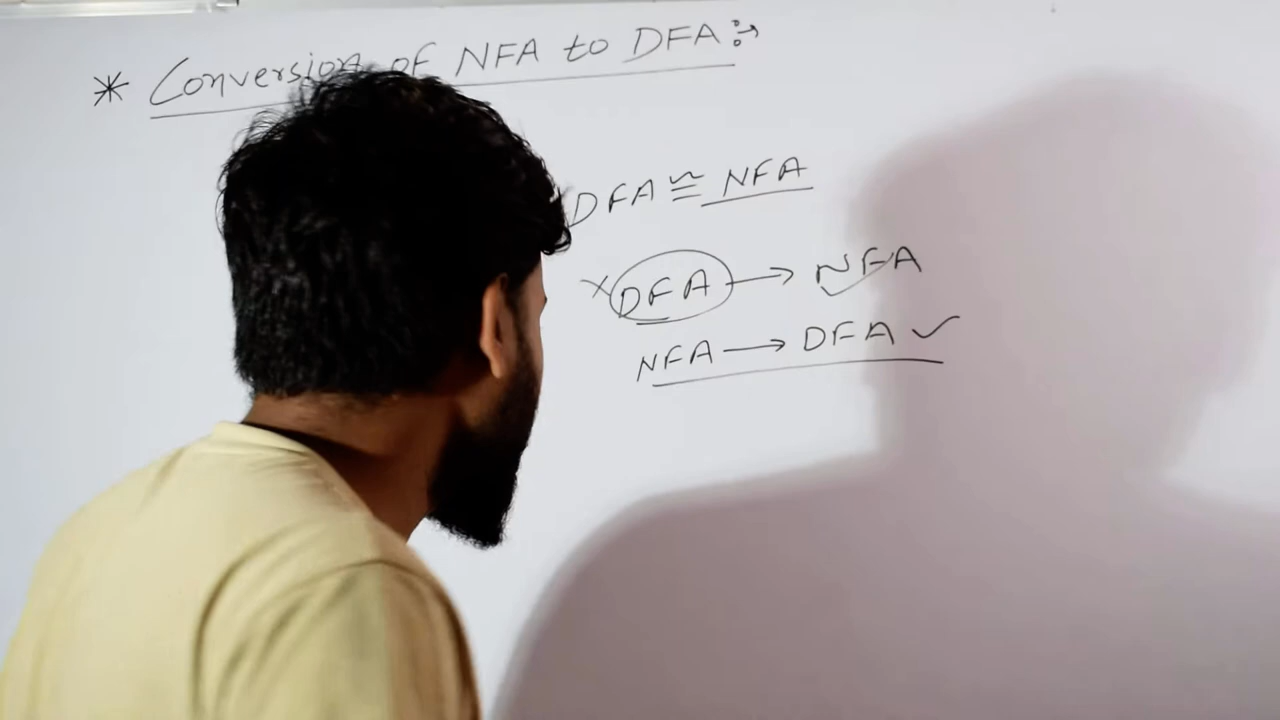 * Conversion of NFA to DFA :→
DFA ≅ NFA
× DFA → NFA
NFA → DFA ✓